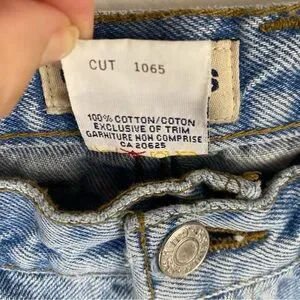 CUT 1065
100% COTTON/COTON
EXCLUSIVE OF TRIM
GARNITURE NON COMPRISE
CA 20625